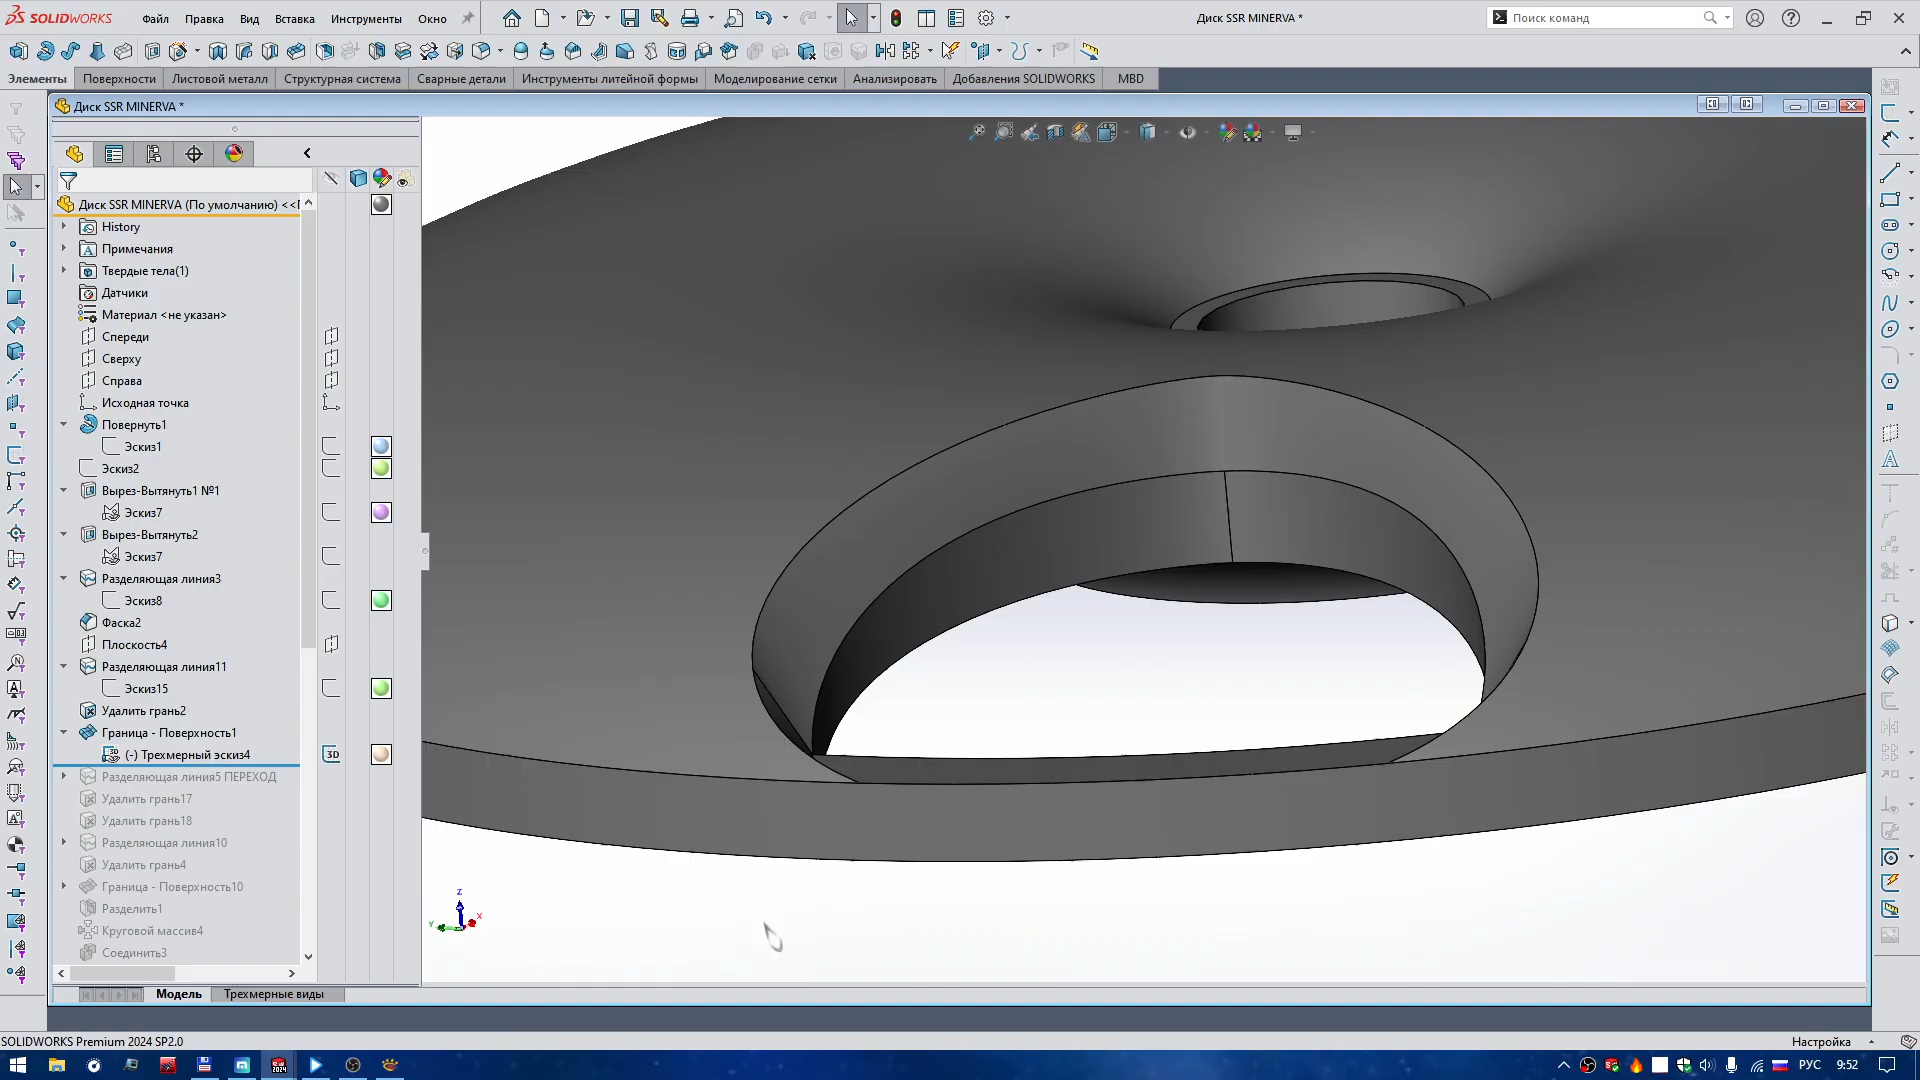 SOLIDWORKS
Файл
Правка
Вид
Вставка
Инструменты
Окно
Диск SSR MINERVA *
Поиск команд
Элементы
Поверхности
Листовой металл
Структурная система
Сварные детали
Инструменты литейной формы
Моделирование сетки
Анализировать
Добавления SOLIDWORKS
MBD
Диск SSR MINERVA *
Диск SSR MINERVA (По умолчанию) <<П
History
Примечания
Твердые тела(1)
Датчики
Материал <не указан>
Спереди
Сверху
Справа
Исходная точка
Повернуть1
Эскиз1
Эскиз2
Вырез-Вытянуть1 №1
Эскиз7
Вырез-Вытянуть2
Эскиз7
Разделяющая линия3
Эскиз8
Фаска2
Плоскость4
Разделяющая линия11
Эскиз15
Удалить грань2
Граница - Поверхность1
(-) Трехмерный эскиз4
3D
Разделяющая линия5 ПЕРЕХОД
Удалить грань17
Удалить грань18
Разделяющая линия10
Удалить грань4
Граница - Поверхность10
Разделить1
Круговой массив4
Соединить3
Z
Y
X
Модель
Трехмерные виды
SOLIDWORKS Premium 2024 SP2.0
Настройка
РУС
9:52